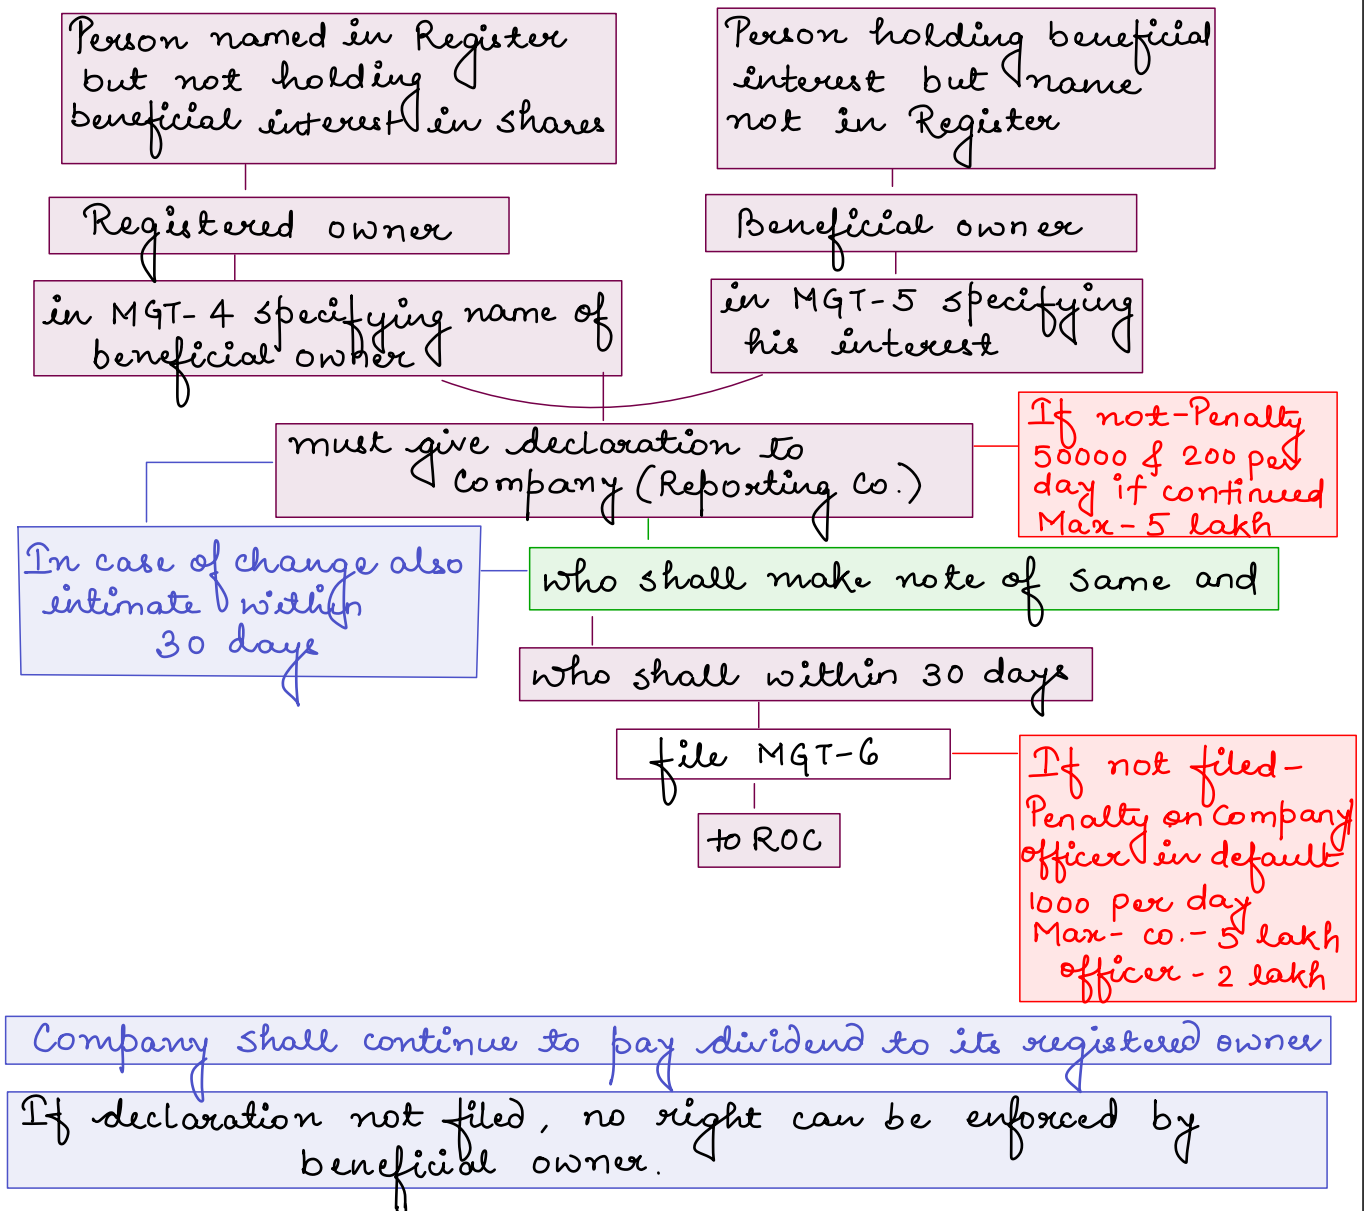 Person named in Register
but not holding
beneficial interest in shares
Person holding beneficial
interest but name
not in Register
Registered owner
Beneficial owner
in MGT-4 specifying name of
beneficial owner
in MGT-5 specifying
his interest
must give declaration to
Company (Reporting Co.)
If not-Penalty
50000 & 200 per
day if continued
Max-5 lakh
In case of change also
intimate within
30 days
who shall make note of same and
who shall within 30 days
file MGT-6
to ROC
If not filed-
Penalty on Company
officer in default
1000 per day
Max- co.-5 lakh
officer-2 lakh
Company shall continue to pay dividend to its registered owner
If declaration not filed, no right can be enforced by
beneficial owner.